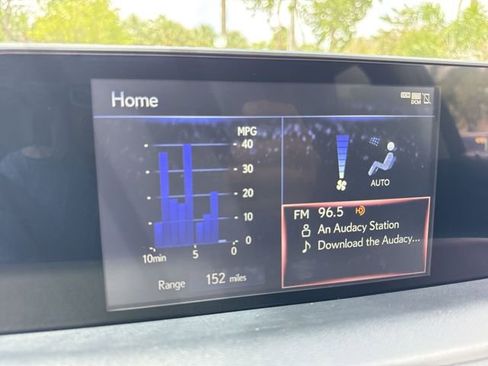 Home
DCM
MPG
40
30
20
10
0
10min 5 0
Range 152 miles
AUTO
FM 96.5
An Audacy Station
Download the Audacy...